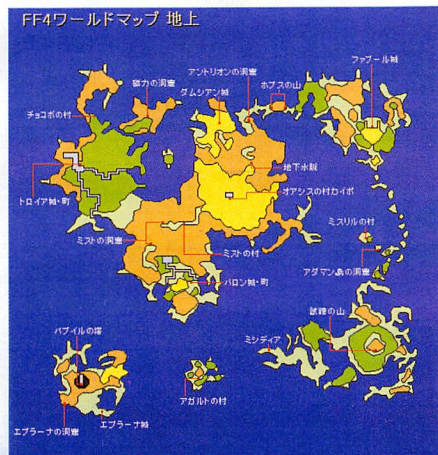 FF4ワールドマップ 地上
アントリオンの洞窟
ファブール城
磁力の洞窟
ダムシアン城
ホブスの山
チョコボの村
地下水脈
オアシスの村カイポ
トロイア城・町
ミスリルの村
ミストの洞窟
ミストの村
アダマン島の洞窟
バロン城・町
試練の山
ミシディア
バブイルの塔
アガルトの村
エブラーナ城
エブラーナの洞窟